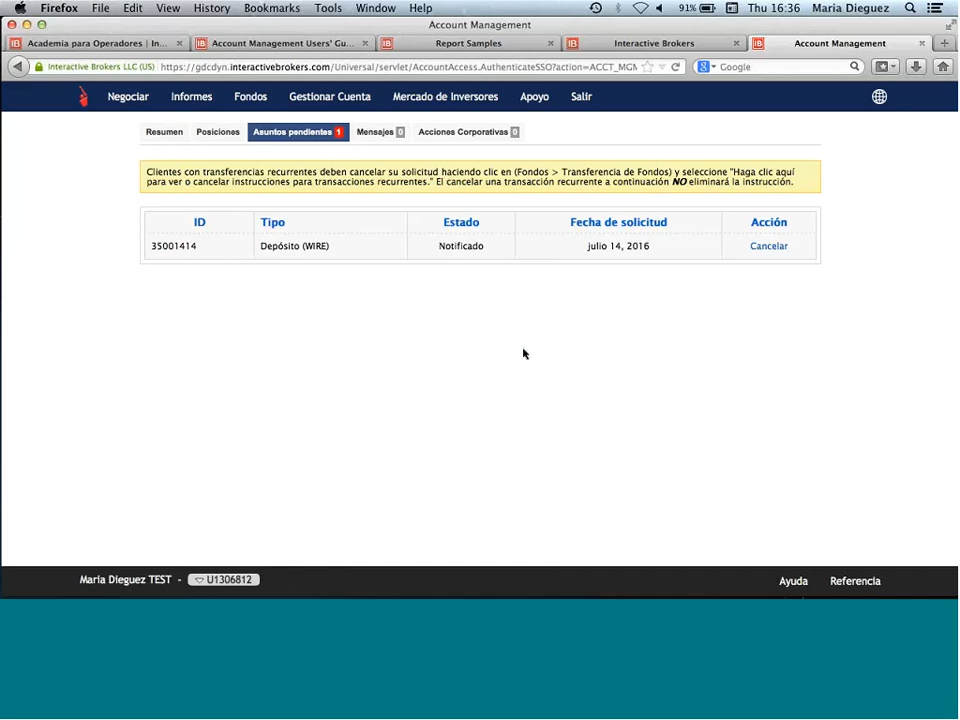 Firefox File Edit View History Bookmarks Tools Window Help 91% Thu 16:36 Maria Dieguez
Account Management
Academia para Operadores | In... Account Management Users' Gu... Report Samples Interactive Brokers Account Management
Interactive Brokers LLC (US) https://gdcdyn.interactivebrokers.com/Universal/servlet/AccountAccess.AuthenticateSSO?action=ACCT_MGM Google
Negociar Informes Fondos Gestionar Cuenta Mercado de Inversores Apoyo Salir
Resumen Posiciones Asuntos pendientes 1 Mensajes 0 Acciones Corporativas 0
Clientes con transferencias recurrentes deben cancelar su solicitud haciendo clic en (Fondos > Transferencia de Fondos) y seleccione "Haga clic aquí
para ver o cancelar instrucciones para transacciones recurrentes." El cancelar una transacción recurrente a continuación NO eliminará la instrucción.
ID Tipo Estado Fecha de solicitud Acción
35001414 Depósito (WIRE) Notificado julio 14, 2016 Cancelar
Maria Dieguez TEST - U1306812 Ayuda Referencia